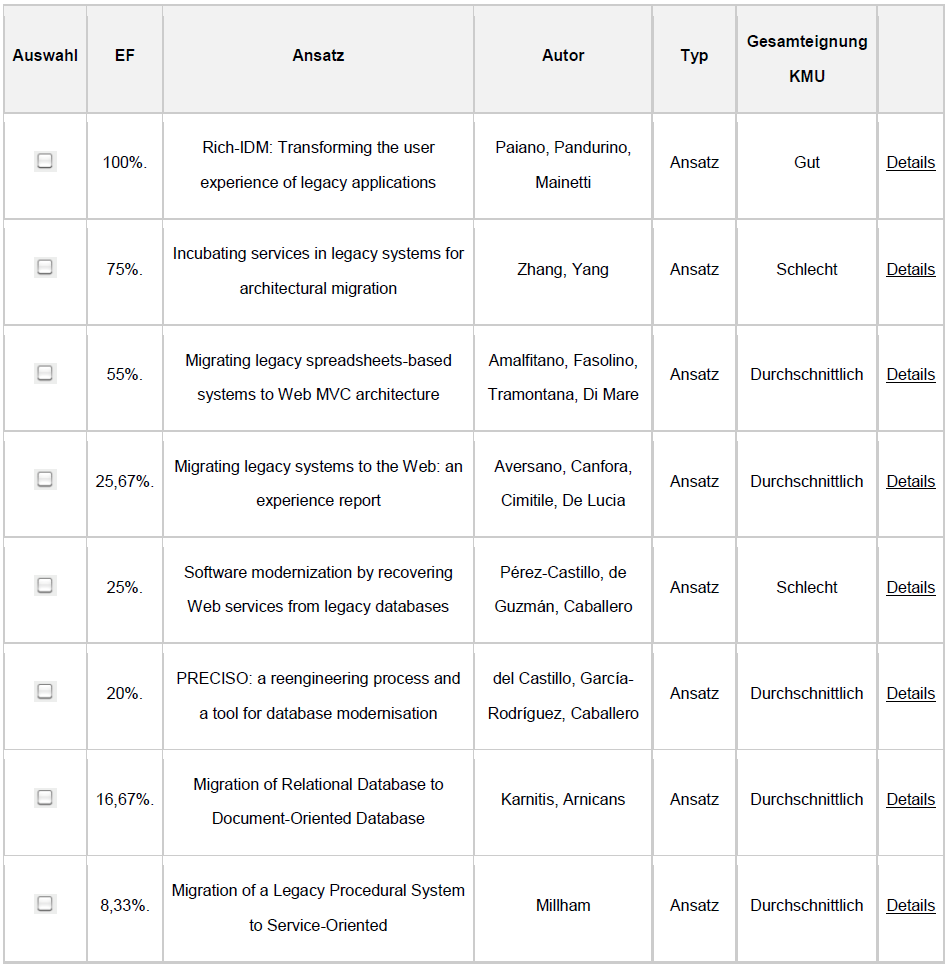 Auswahl EF Ansatz Autor Typ Gesamteignung
KMU
100%. Rich-IDM: Transforming the user
experience of legacy applications Paiano, Pandurino,
Mainetti Ansatz Gut Details
75%. Incubating services in legacy systems for
architectural migration Zhang, Yang Ansatz Schlecht Details
55%. Migrating legacy spreadsheets-based
systems to Web MVC architecture Amalfitano, Fasolino,
Tramontana, Di Mare Ansatz Durchschnittlich Details
25,67%. Migrating legacy systems to the Web: an
experience report Aversano, Canfora,
Cimitile, De Lucia Ansatz Durchschnittlich Details
25%. Software modernization by recovering
Web services from legacy databases Pérez-Castillo, de
Guzmán, Caballero Ansatz Schlecht Details
20%. PRECISO: a reengineering process and
a tool for database modernisation del Castillo, García-
Rodríguez, Caballero Ansatz Durchschnittlich Details
16,67%. Migration of Relational Database to
Document-Oriented Database Karnitis, Arnicans Ansatz Durchschnittlich Details
8,33%. Migration of a Legacy Procedural System
to Service-Oriented Millham Ansatz Durchschnittlich Details